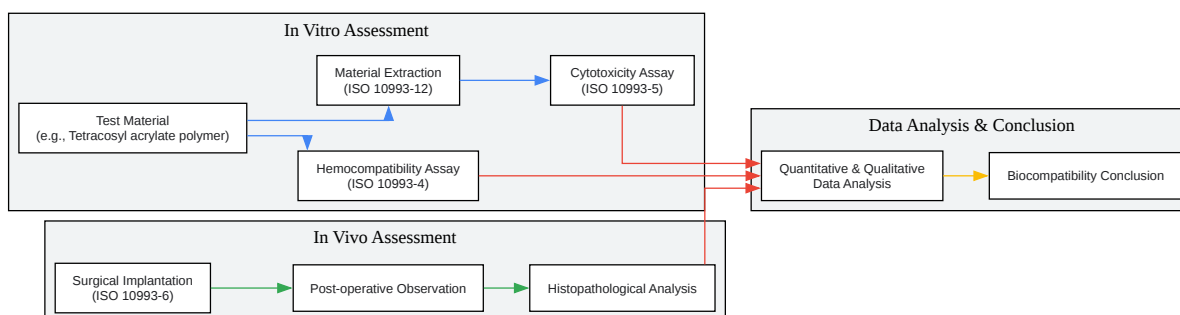 In Vitro Assessment
Material Extraction
(ISO 10993-12)
Cytotoxicity Assay
(ISO 10993-5)
Test Material
(e.g., Tetracosyl acrylate polymer)
Hemocompatibility Assay
(ISO 10993-4)
Data Analysis & Conclusion
Quantitative & Qualitative
Data Analysis
Biocompatibility Conclusion
In Vivo Assessment
Surgical Implantation
(ISO 10993-6)
Post-operative Observation
Histopathological Analysis